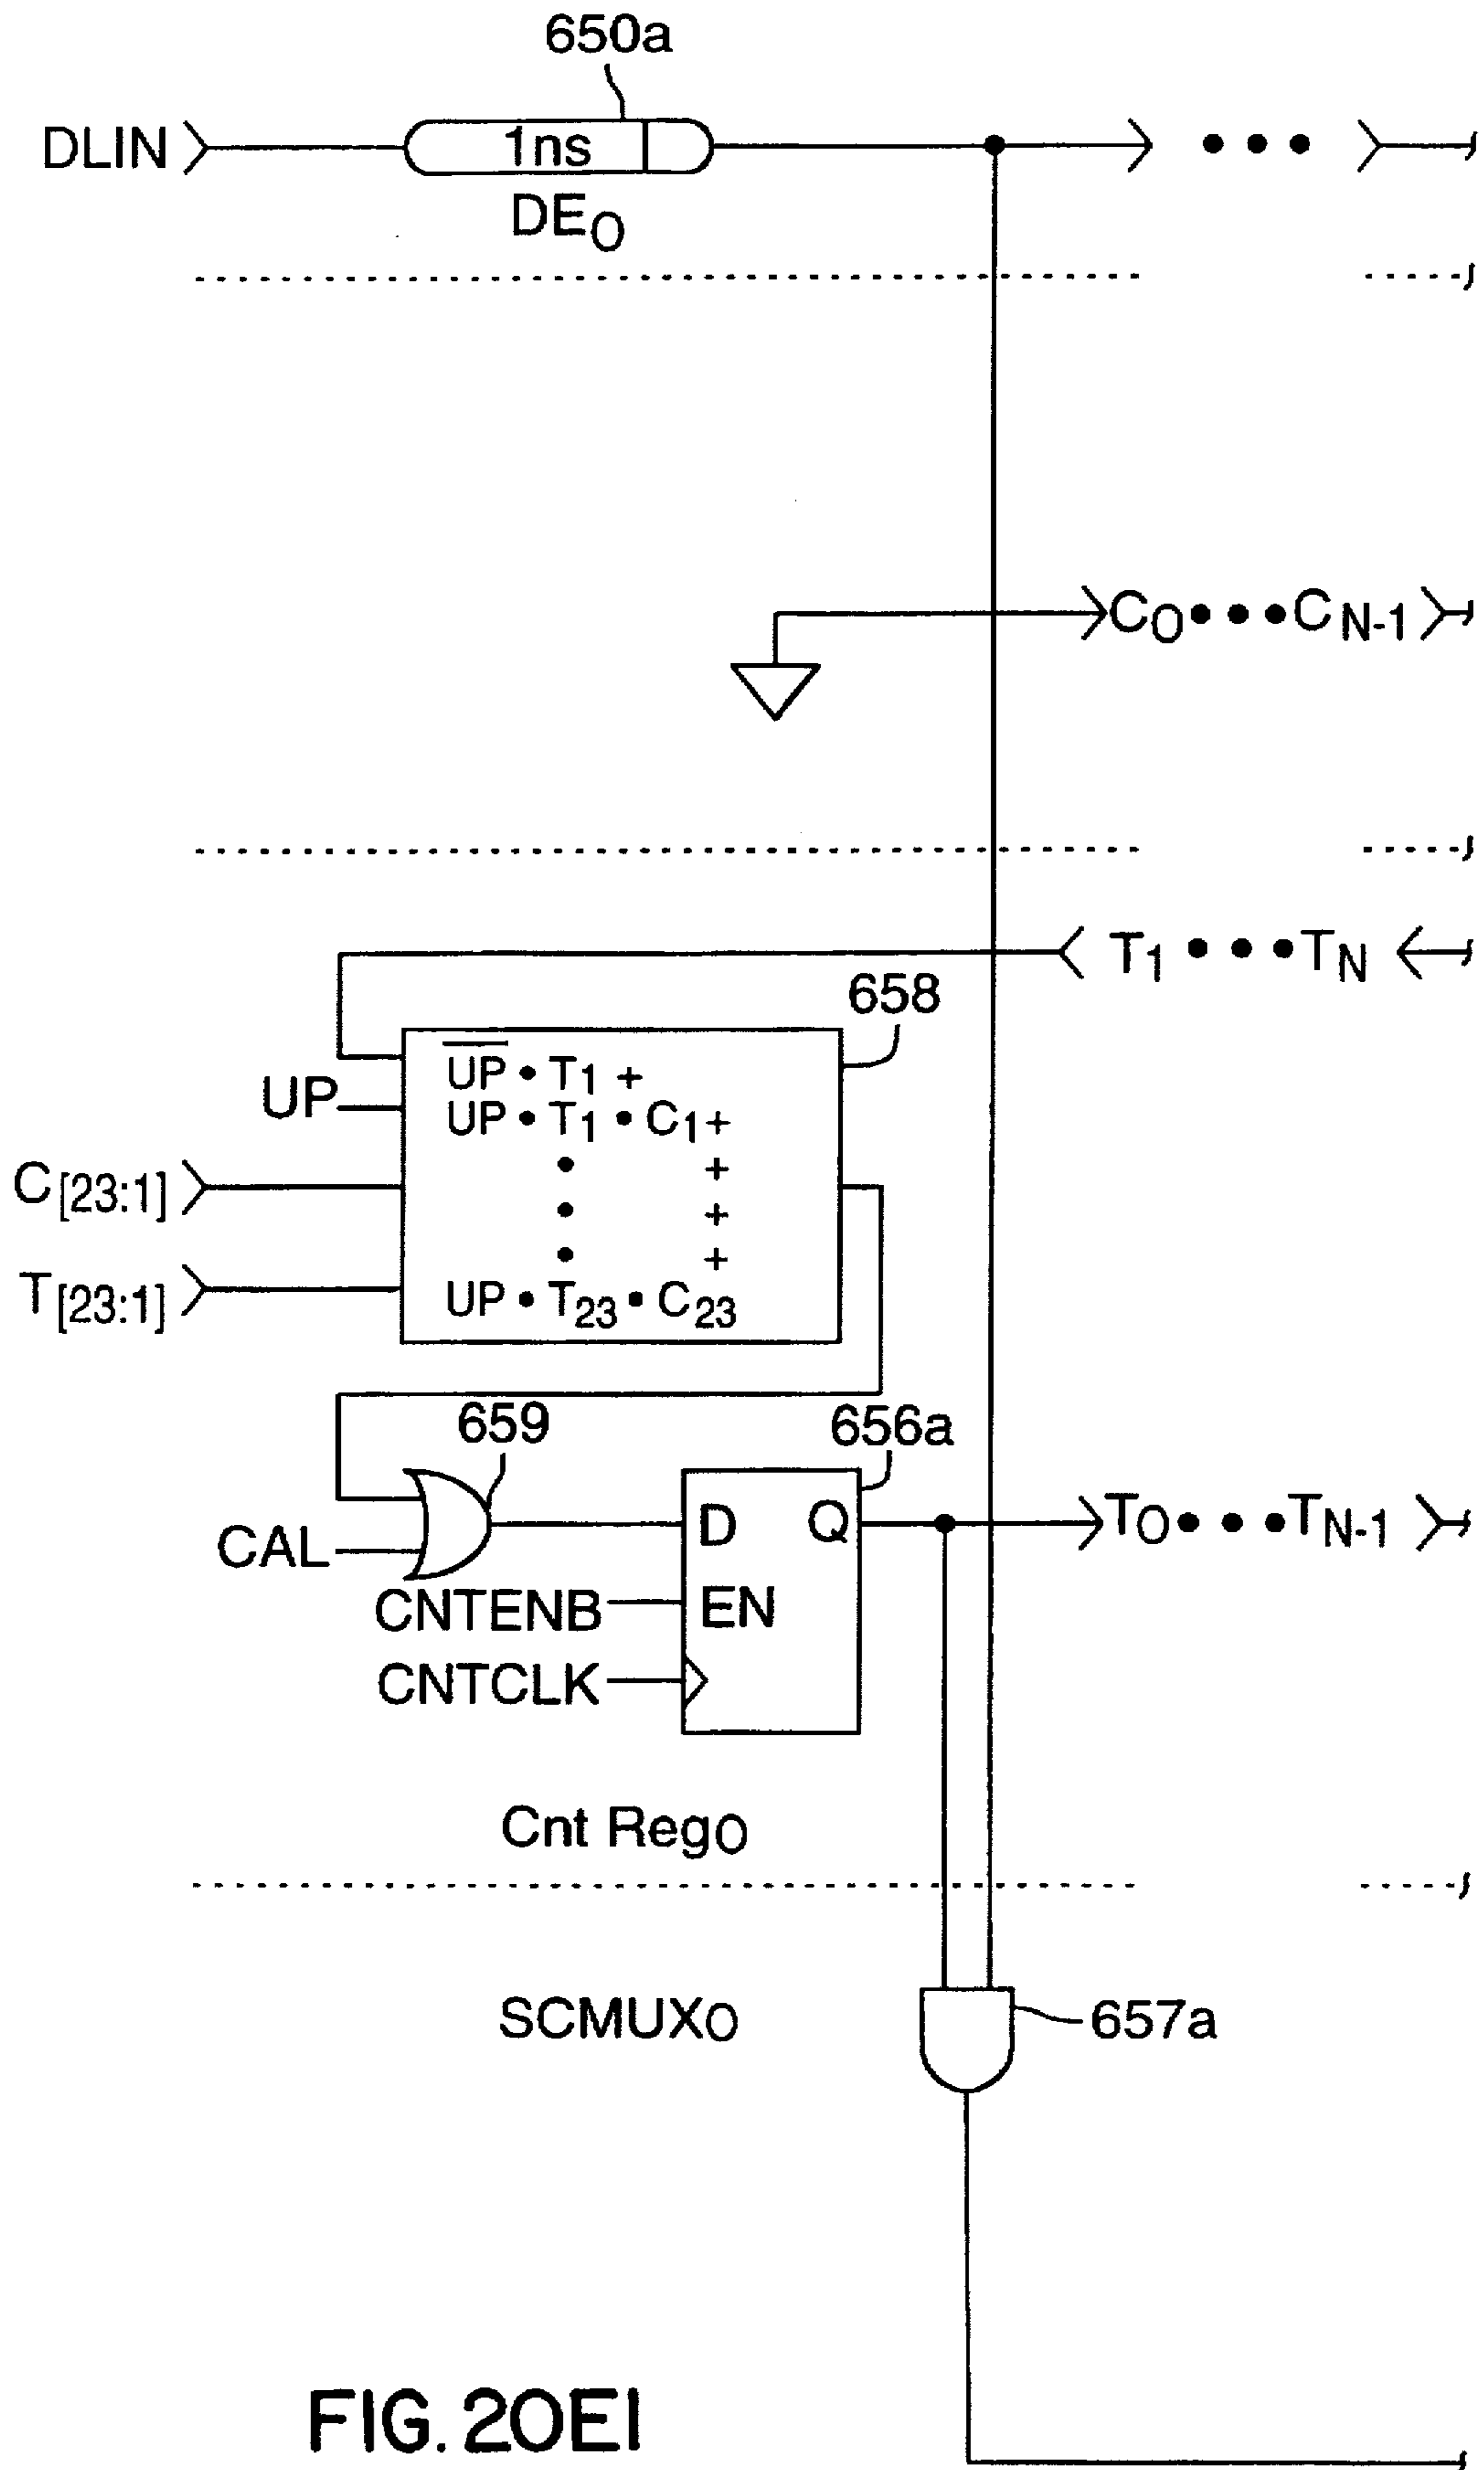 650a
DLIN
1ns
DE0
C0•••CN-1
T1 •••TN
658
U̅P̅•T1 +
UP
UP•T1•C1+
• +
C[23:1]
• +
• +
T[23:1]
UP•T23•C23
659
656a
D
Q
T0•••TN-1
CAL
CNTENB
EN
CNTCLK
Cnt Reg0
SCMUX0
657a
FIG. 20E1